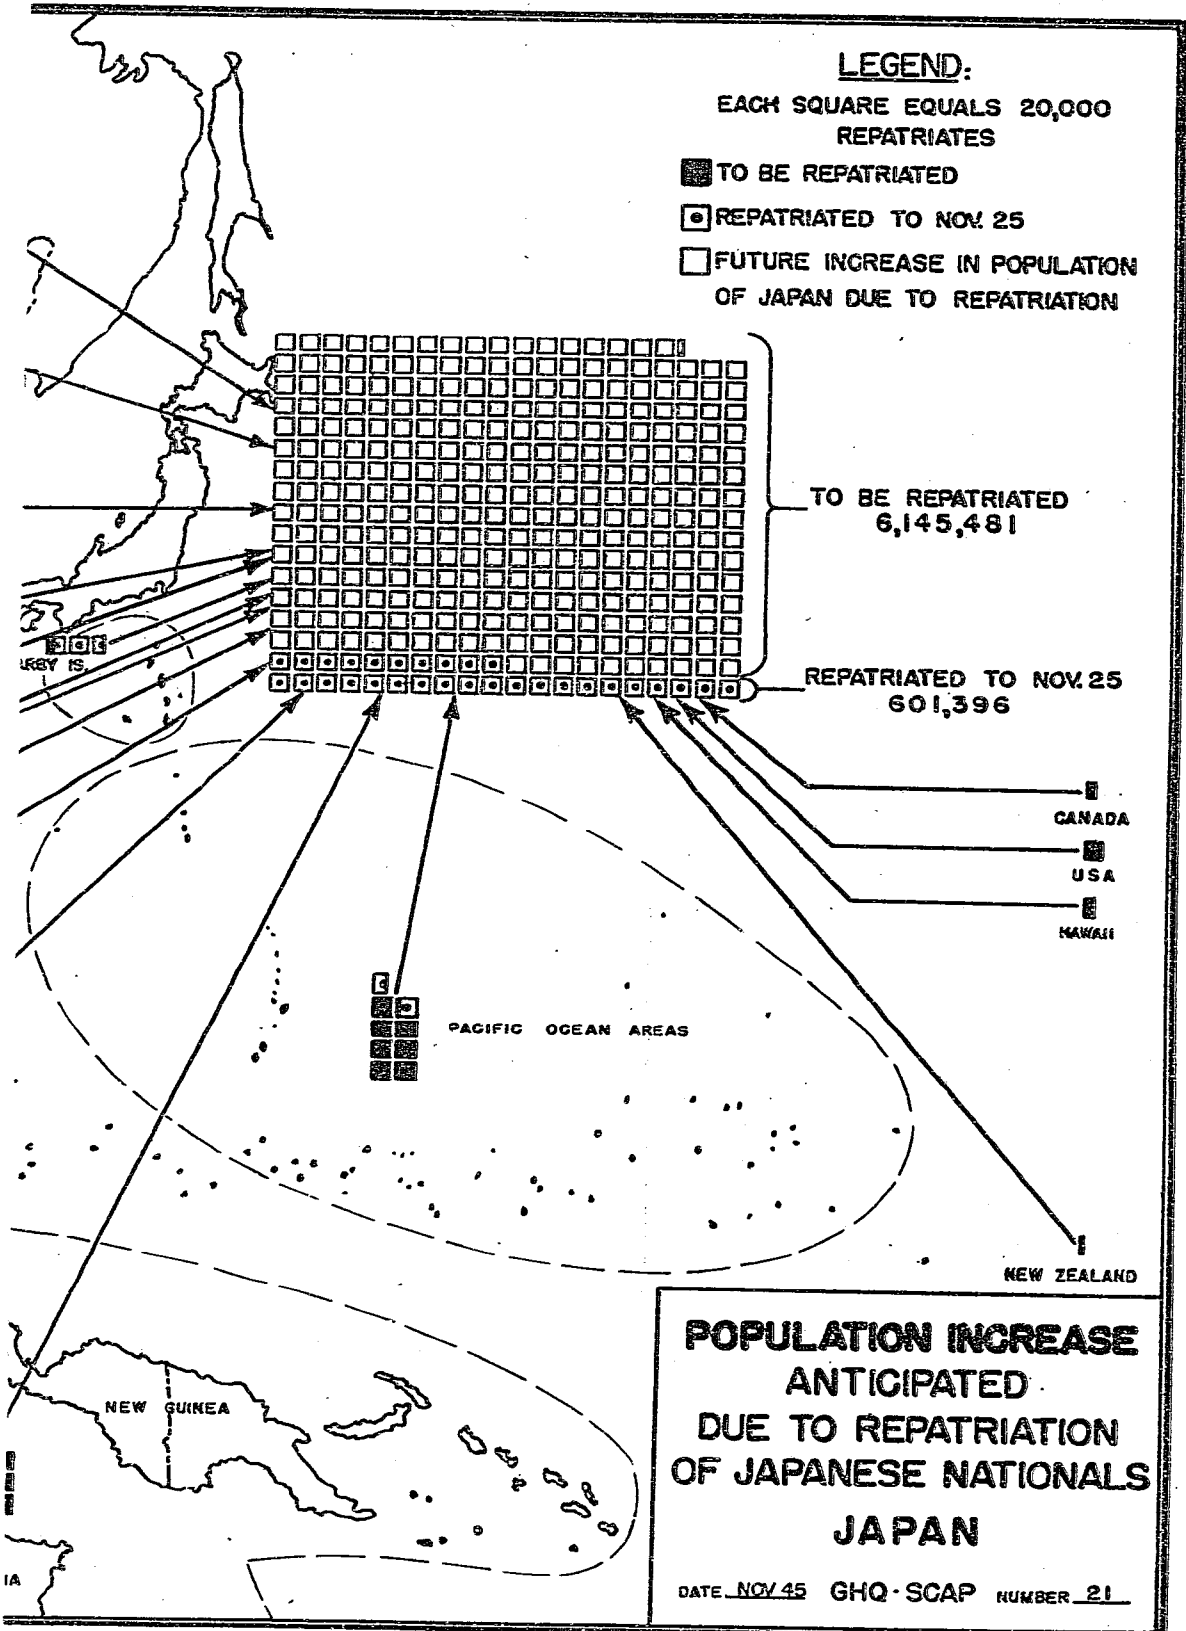 LEGEND:
EACH SQUARE EQUALS 20,000
REPATRIATES
TO BE REPATRIATED
REPATRIATED TO NOV. 25
FUTURE INCREASE IN POPULATION
OF JAPAN DUE TO REPATRIATION
TO BE REPATRIATED
6,145,481
REPATRIATED TO NOV. 25
601,396
IS.
CANADA
USA
HAWAII
PACIFIC OCEAN AREAS
NEW ZEALAND
NEW GUINEA
IA
POPULATION INCREASE
ANTICIPATED
DUE TO REPATRIATION
OF JAPANESE NATIONALS
JAPAN
DATE NOV 45 GHQ-SCAP NUMBER 21